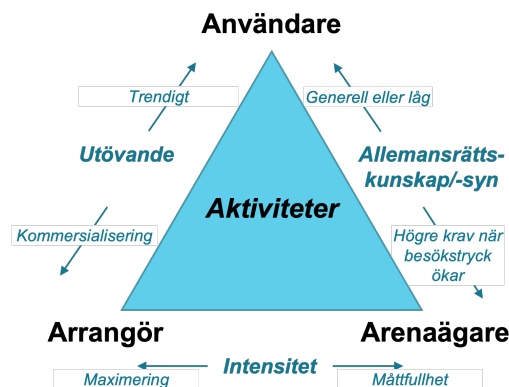 Användare
Trendigt
Generell eller låg
Utövande
Allemansrätts-
kunskap/-syn
Aktiviteter
Kommersialisering
Högre krav när
besökstryck
ökar
Arrangör
Arenaägare
Intensitet
Maximering
Måttfullhet